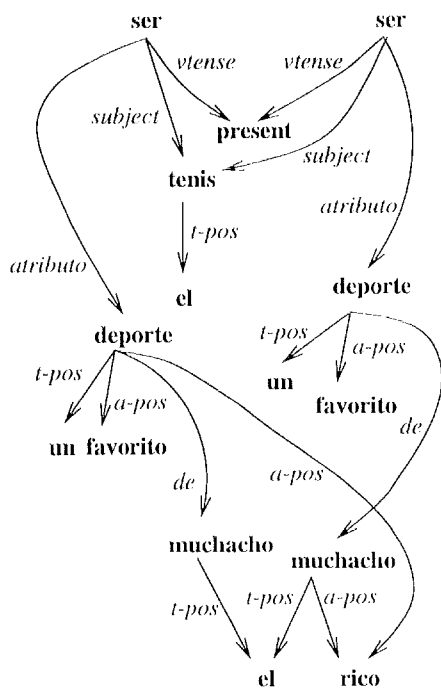 ser ser
vtense vtense
subject present subject
tenis
t-pos atributo
atributo el deporte
deporte t-pos a-pos
t-pos a-pos un
favorito
un favorito de
de a-pos
muchacho muchacho
t-pos t-pos a-pos
el rico